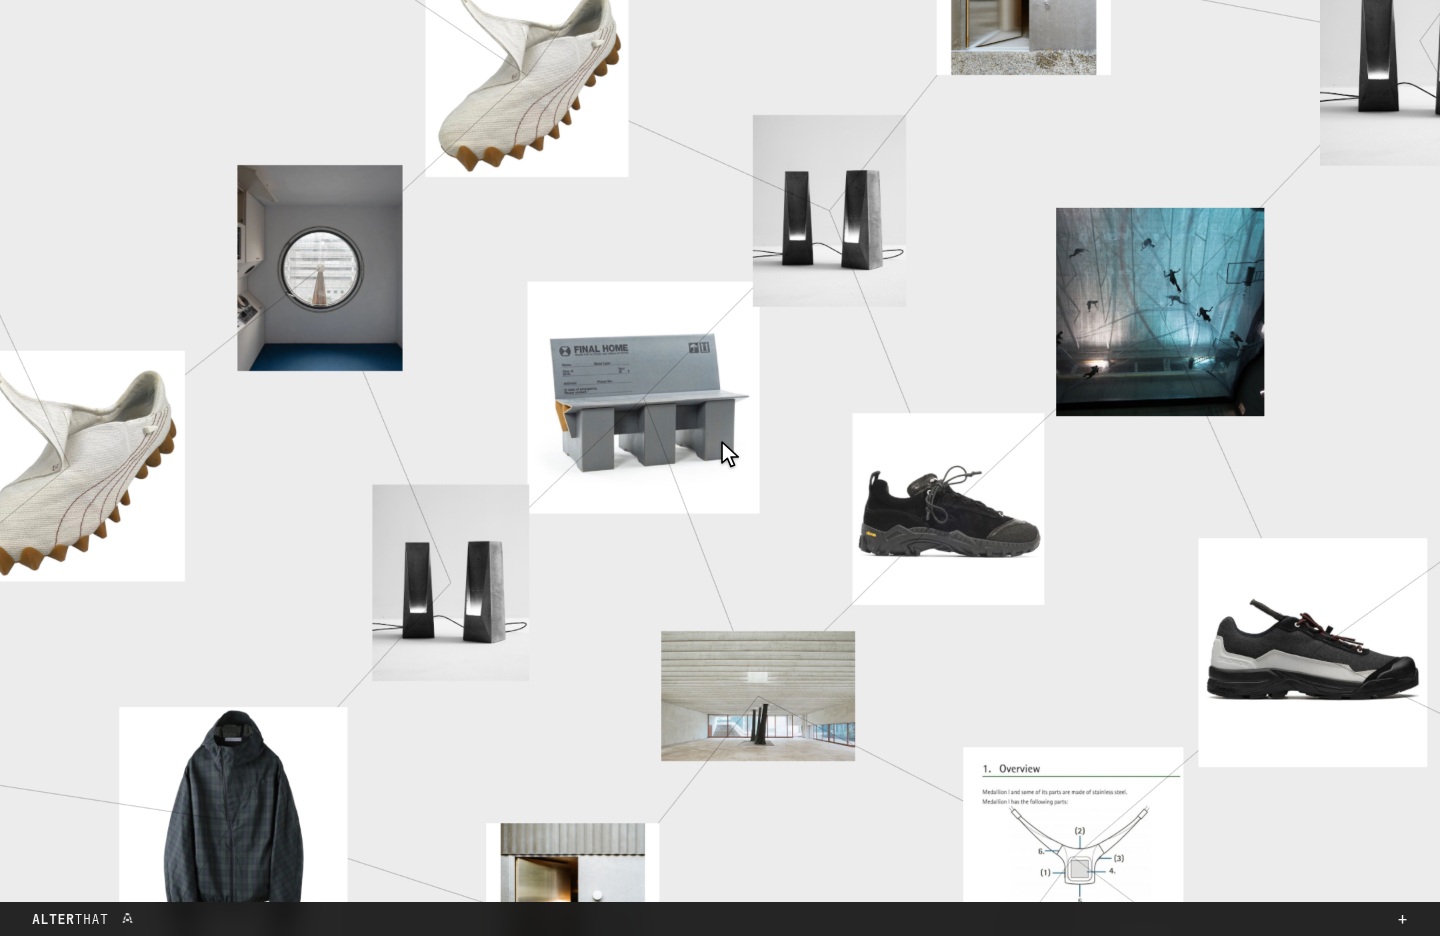 FINAL HOME
1. Overview
Medallion I and some of its parts are made of stainless steel.
Medallion I has the following parts:
(2)
6.
(3)
(1)
4.
ALTERTHAT
+